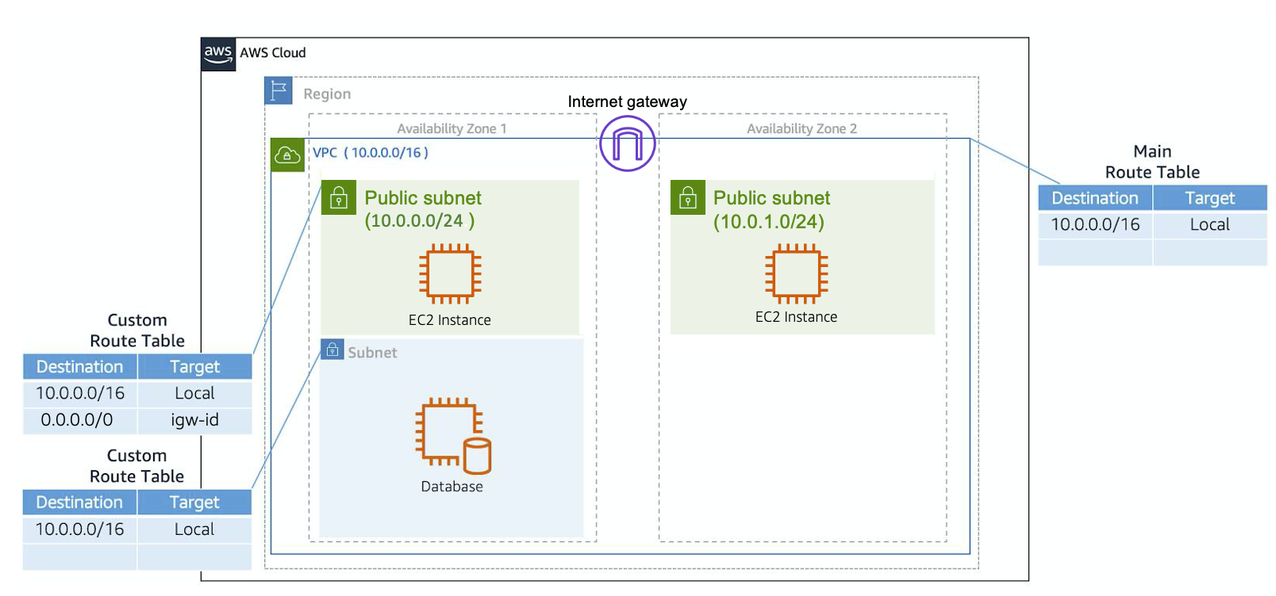 aws
AWS Cloud
Region
Internet gateway
Availability Zone 1
Availability Zone 2
VPC ( 10.0.0.0/16 )
Public subnet
(10.0.0.0/24 )
EC2 Instance
Public subnet
(10.0.1.0/24)
EC2 Instance
Subnet
Database
Main
Route Table
Destination Target
10.0.0.0/16 Local
Custom
Route Table
Destination Target
10.0.0.0/16 Local
0.0.0.0/0 igw-id
Custom
Route Table
Destination Target
10.0.0.0/16 Local